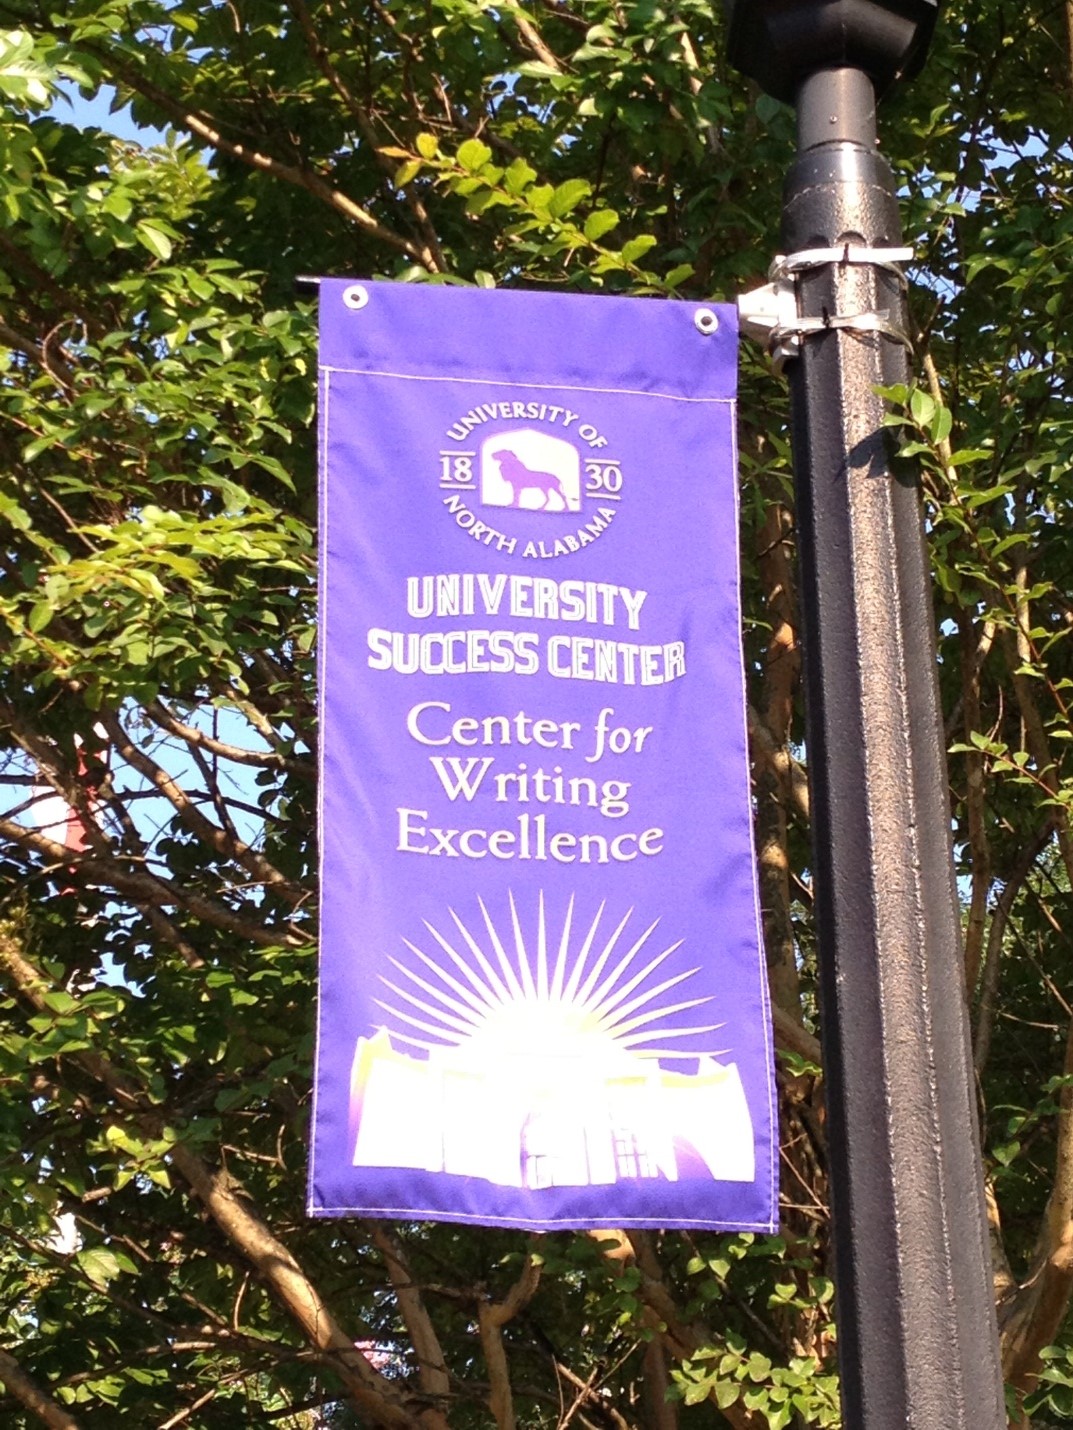 UNIVERSITY OF
18 30
NORTH ALABAMA
UNIVERSITY
SUCCESS CENTER
Center for
Writing
Excellence